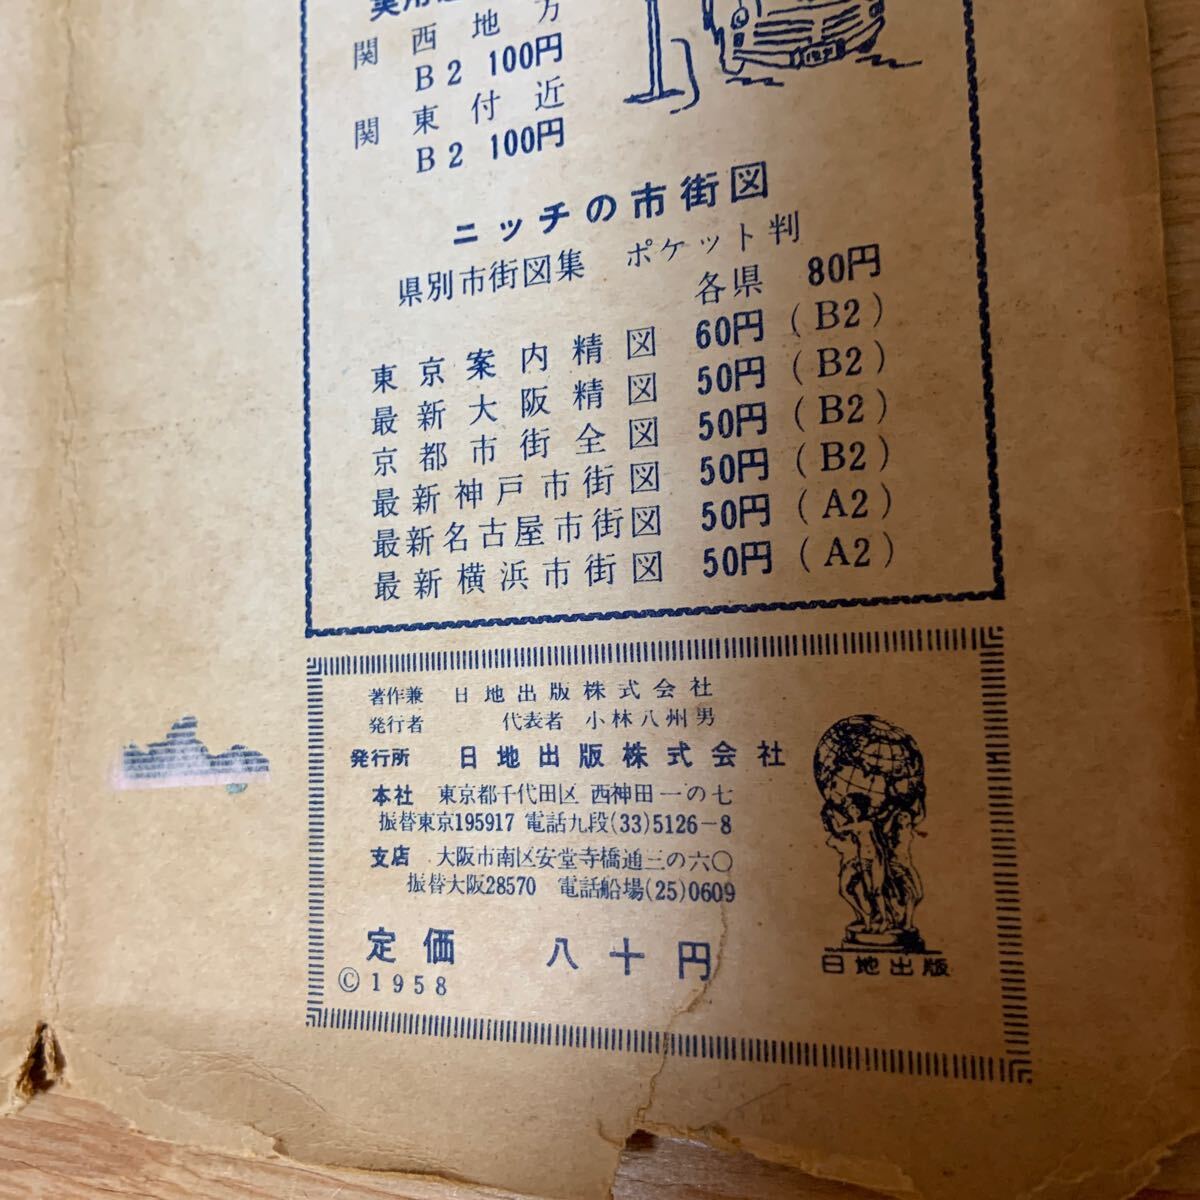 実用
関西地方
B2 100円
関東付近
B2 100円
ニッチの市街図
県別市街図集 ポケット判
各県 80円
東京案内精図 60円 (B2)
最新大阪精図 50円 (B2)
京都市街全図 50円 (B2)
最新神戸市街図 50円 (B2)
最新名古屋市街図 50円 (A2)
最新横浜市街図 50円 (A2)
著作兼 日地出版株式会社
発行者 代表者 小林八州男
発行所 日地出版株式会社
本社 東京都千代田区 西神田一の七
振替東京195917 電話九段(33)5126-8
支店 大阪市南区安堂寺橋通三の六〇
振替大阪28570 電話船場(25)0609
定価 八十円
©1958
日地出版